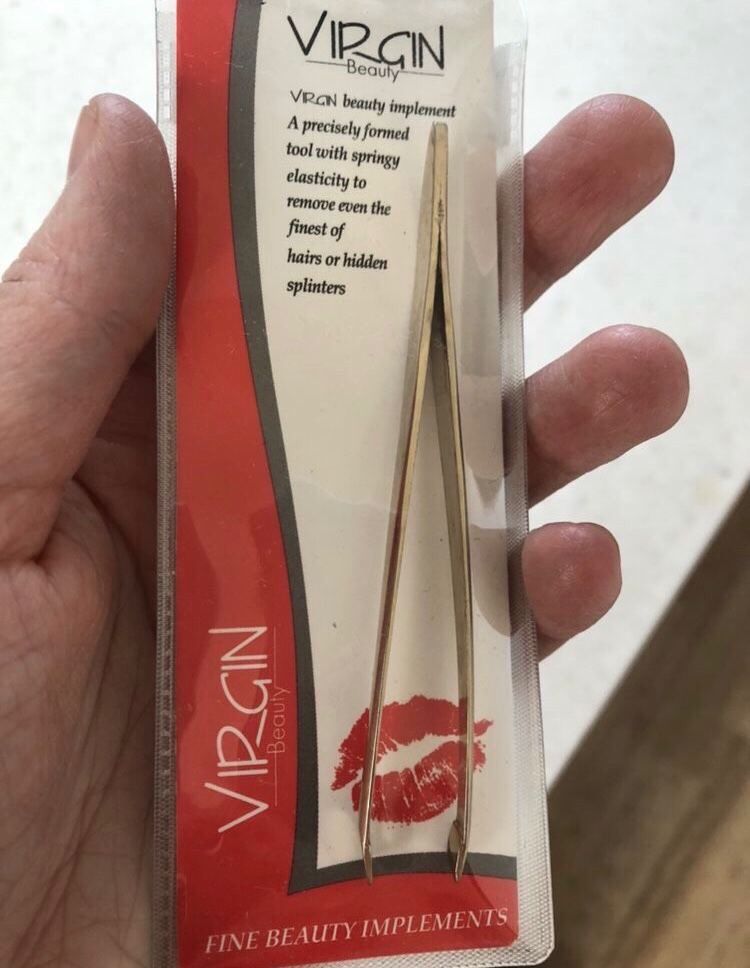 VIRGIN
Beauty
VIRGIN beauty implement
A precisely formed
tool with springy
elasticity to
remove even the
finest of
hairs or hidden
splinters
VIRGIN
Beauty
FINE BEAUTY IMPLEMENTS